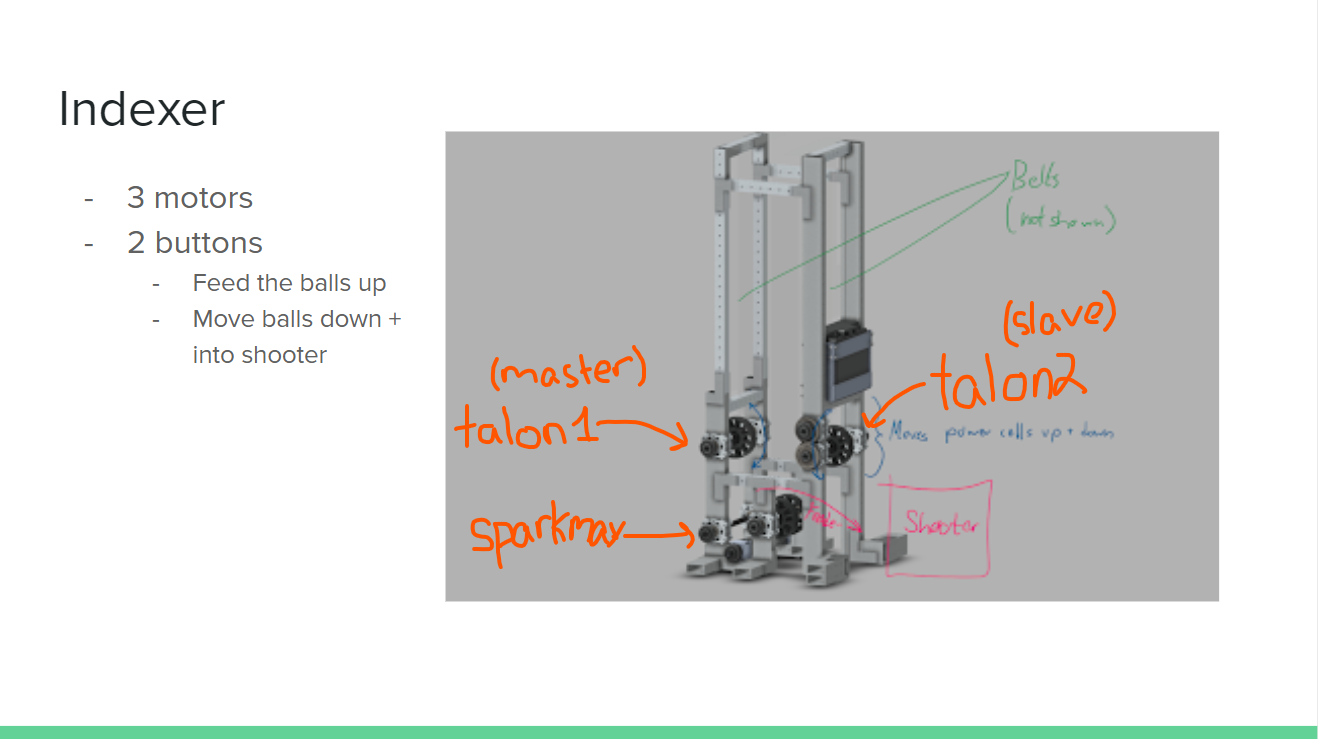 Indexer
- 3 motors
- 2 buttons
- Feed the balls up
- Move balls down +
into shooter
Belts
(not shown)
(slave)
talon2
(master)
talon1
Moves power cells up + down
sparkmax
Shooter